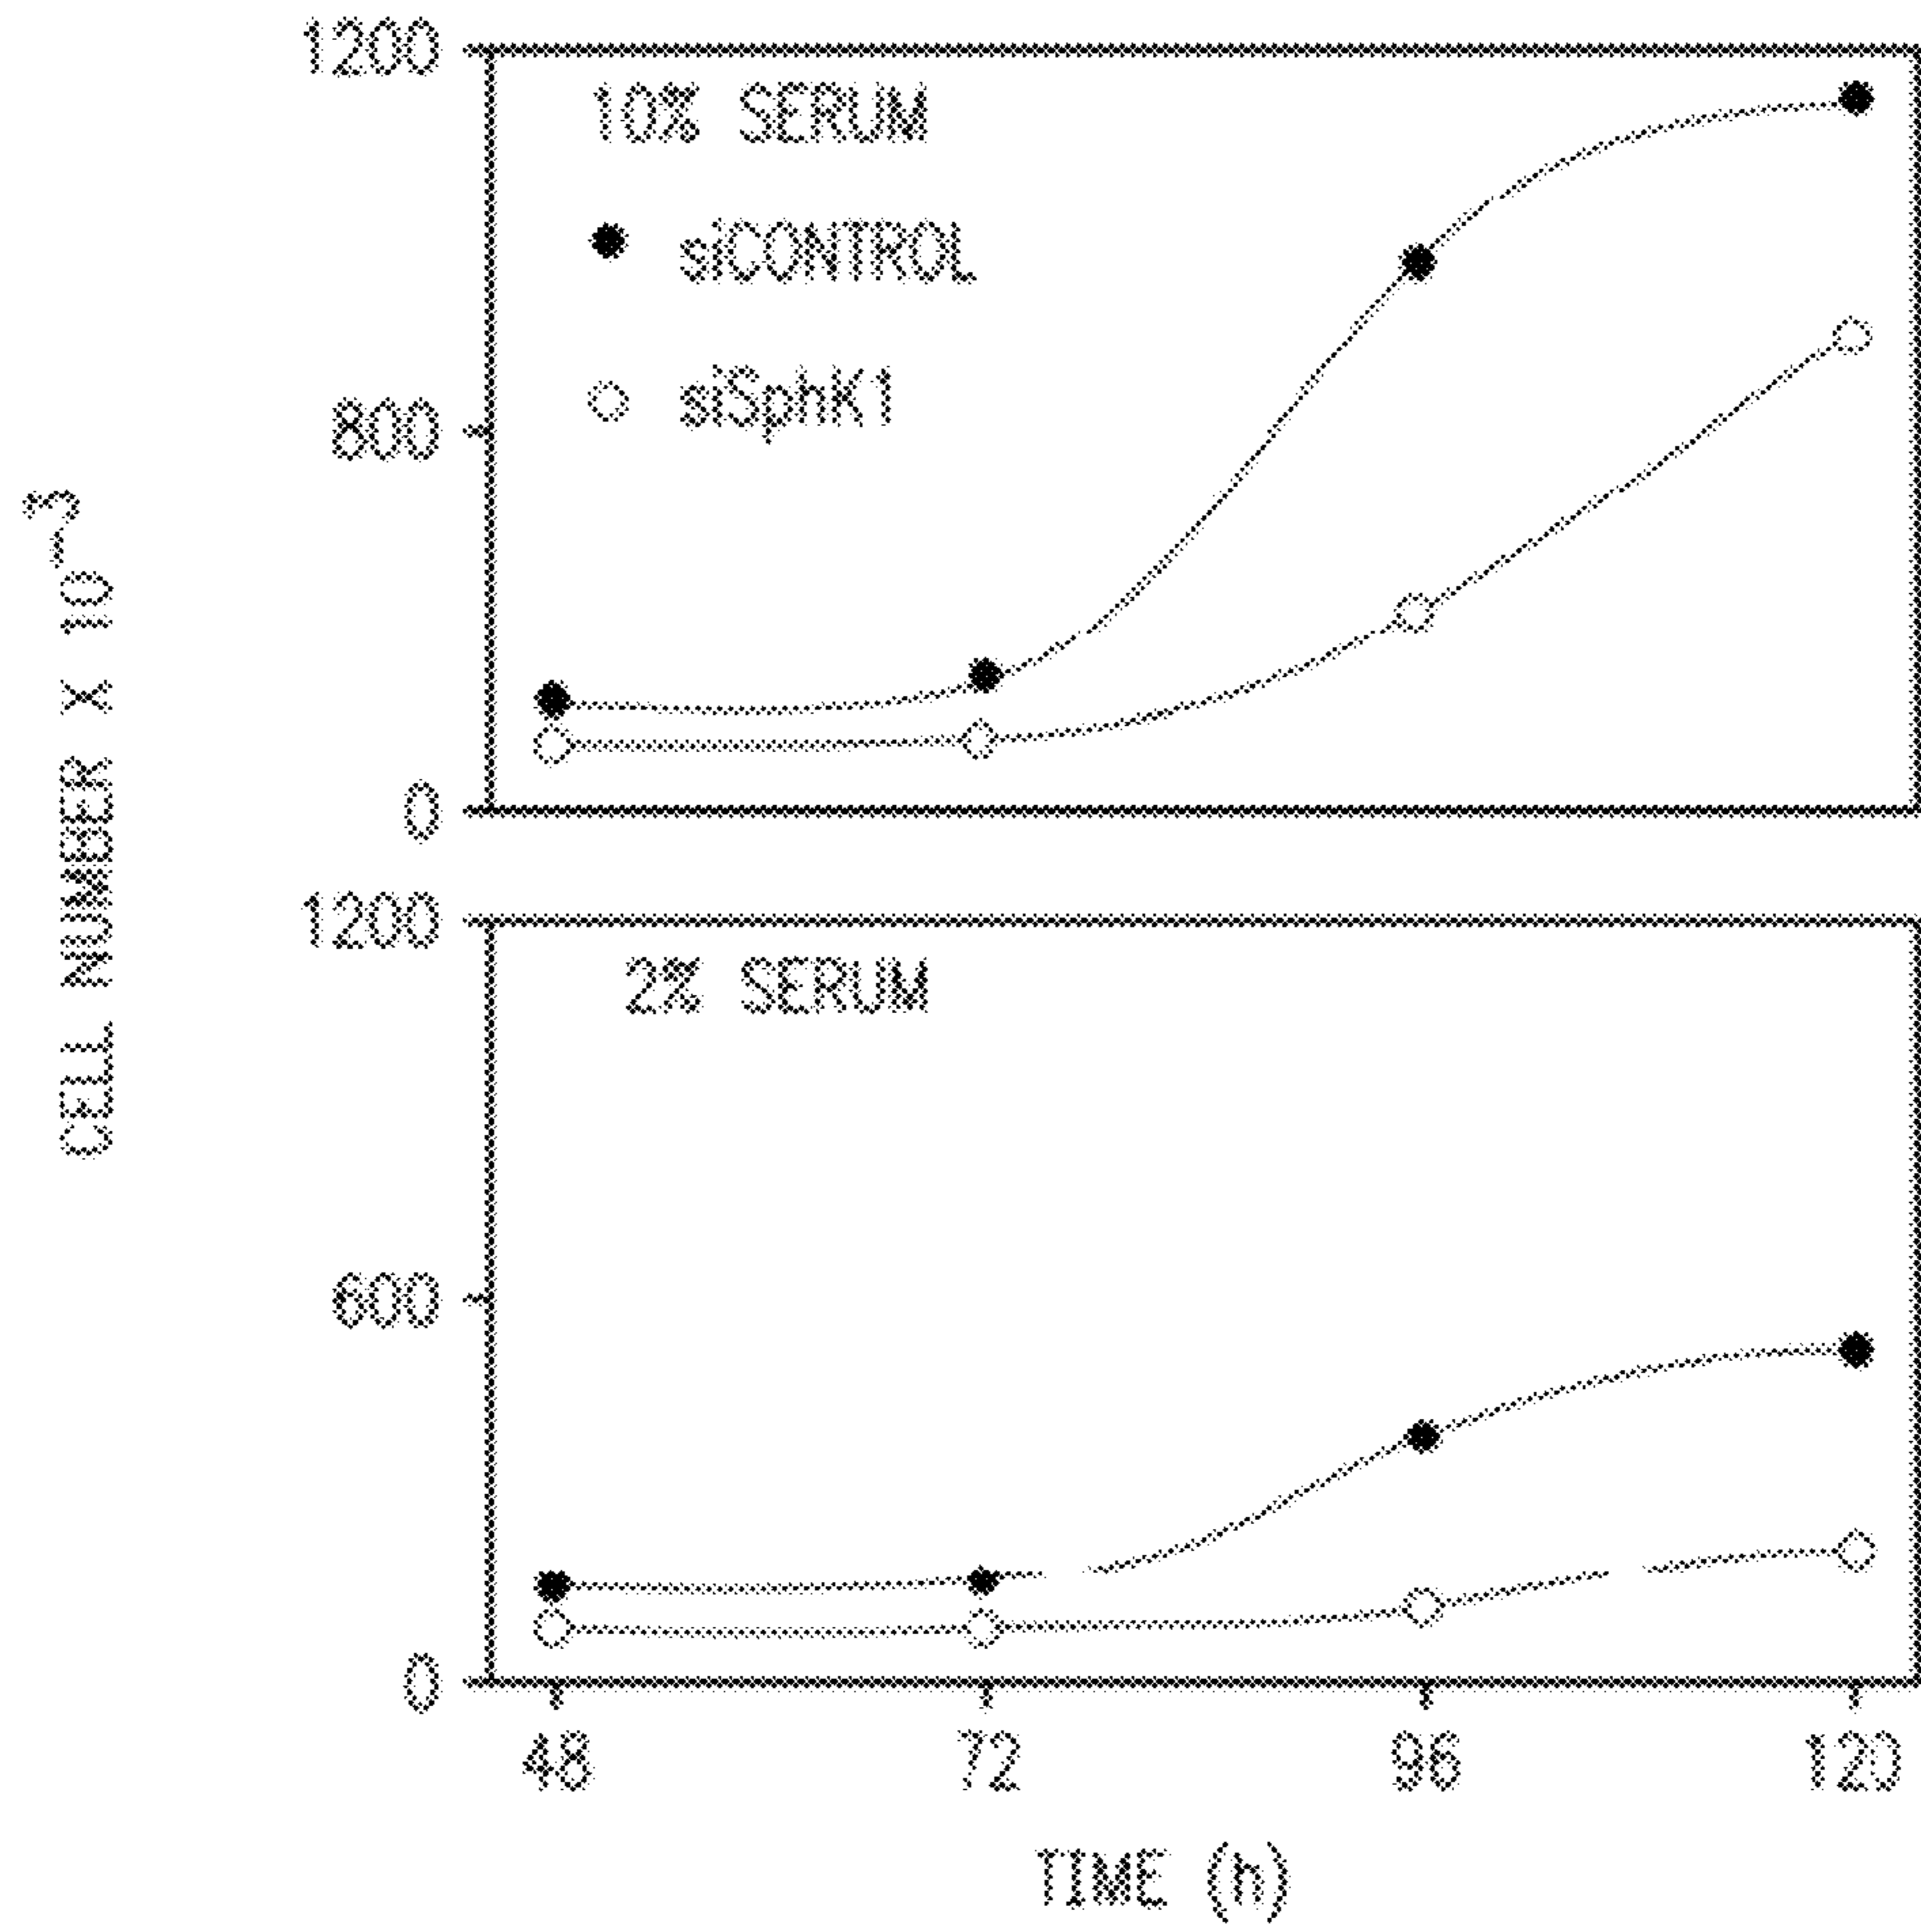 CELL NUMBER X 10^-3
1200
10% SERUM
siCONTROL
800
siSphK1
0
1200
2% SERUM
600
0
48 72 96 120
TIME (h)